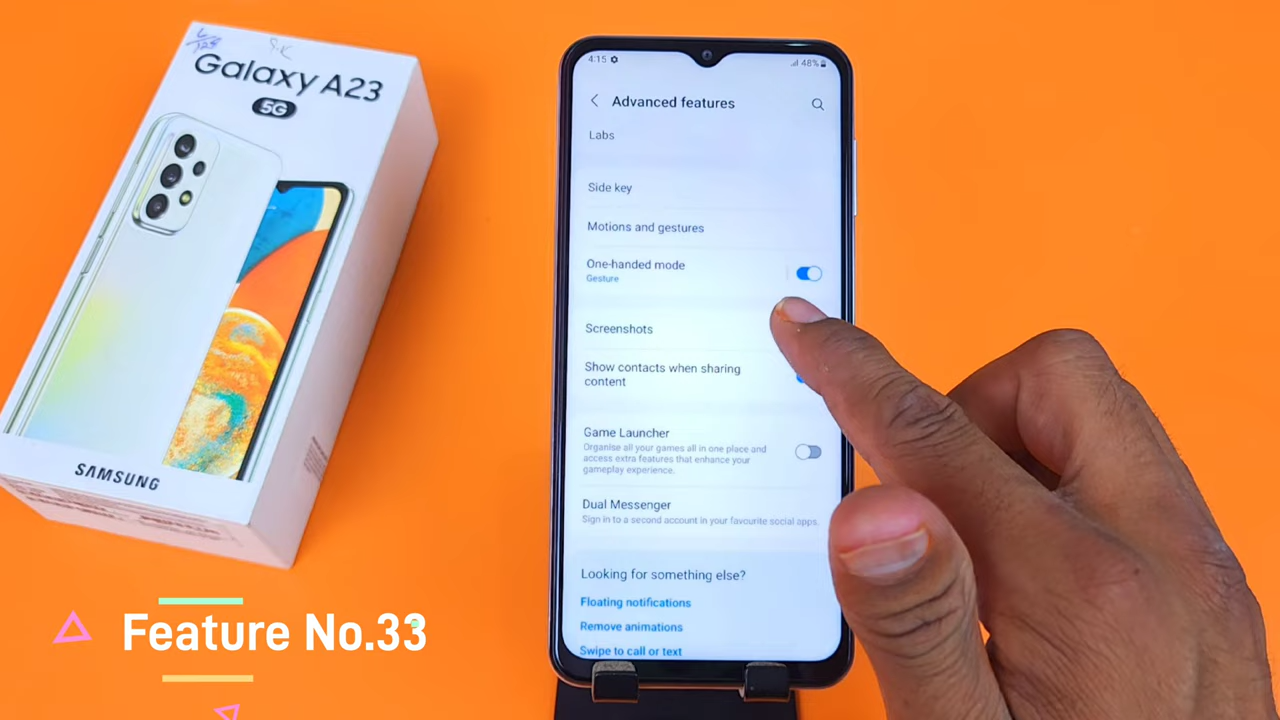 L/125
S.K
Galaxy A23
5G
SAMSUNG
4:15
48%
Advanced features
Labs
Side key
Motions and gestures
One-handed mode
Gesture
Screenshots
Show contacts when sharing
content
Game Launcher
Organise all your games all in one place and
access extra features that enhance your
gameplay experience.
Dual Messenger
Sign in to a second account in your favourite social apps.
Looking for something else?
Floating notifications
Remove animations
Swipe to call or text
Feature No.33